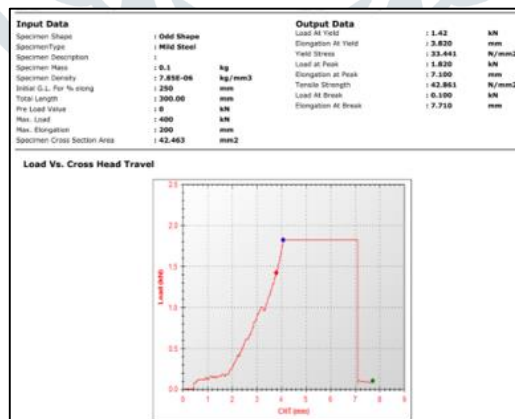 Input Data
Specimen Shape : Odd Shape
SpecimenType : Mild Steel
Specimen Description :
Specimen Mass : 0.1 kg
Specimen Density : 7.85E-06 kg/mm3
Initial G.L. For % elong : 250 mm
Total Length : 300.00 mm
Pre Load Value : 0 kN
Max. Load : 400 kN
Max. Elongation : 200 mm
Specimen Cross Section Area : 42.463 mm2
Output Data
Load At Yield : 1.42 kN
Elongation At Yield : 3.820 mm
Yield Stress : 33.441 N/mm2
Load at Peak : 1.820 kN
Elongation at Peak : 7.100 mm
Tensile Strength : 42.861 N/mm2
Load At Break : 0.100 kN
Elongation At Break : 7.710 mm
Load Vs. Cross Head Travel
2.5
2.0
1.5
1.0
0.5
0.0
Load (kN)
0 1 2 3 4 5 6 7 8 9
CHT (mm)